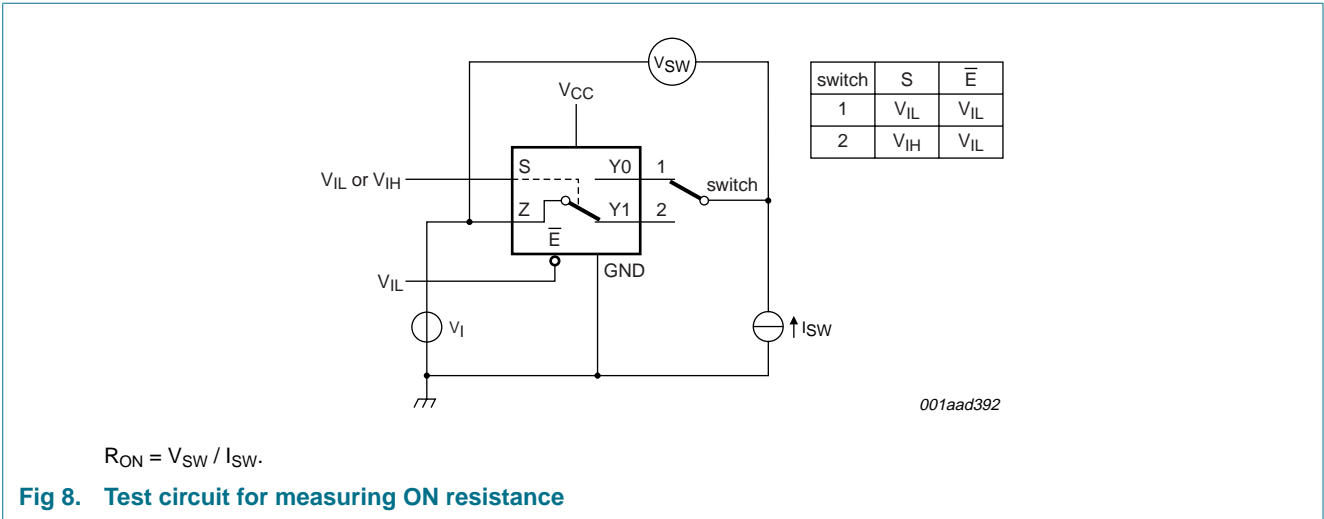 VSW
VCC
switch S E̅
1 VIL VIL
2 VIH VIL
S Y0 1
VIL or VIH
switch
Z Y1 2
E̅
GND
VIL
VI
ISW
001aad392
RON = VSW / ISW.
Fig 8. Test circuit for measuring ON resistance